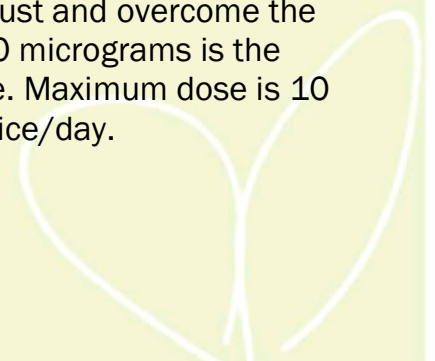 ust and overcome the
0 micrograms is the
e. Maximum dose is 10
ice/day.